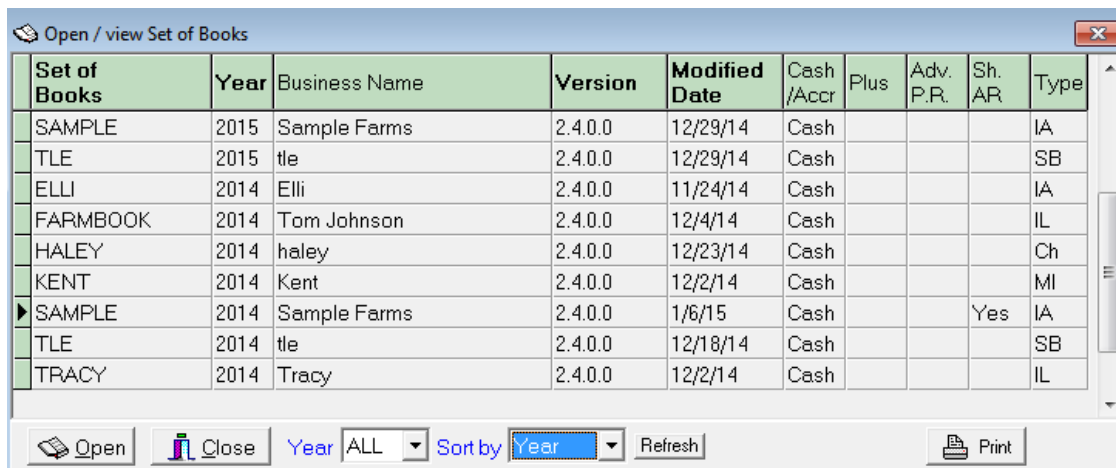 Open / view Set of Books
Set of Books Year Business Name Version Modified Date Cash /Accr Plus Adv. P.R. Sh. AR Type
SAMPLE 2015 Sample Farms 2.4.0.0 12/29/14 Cash IA
TLE 2015 tle 2.4.0.0 12/29/14 Cash SB
ELLI 2014 Elli 2.4.0.0 11/24/14 Cash IA
FARMBOOK 2014 Tom Johnson 2.4.0.0 12/4/14 Cash IL
HALEY 2014 haley 2.4.0.0 12/23/14 Cash Ch
KENT 2014 Kent 2.4.0.0 12/2/14 Cash MI
SAMPLE 2014 Sample Farms 2.4.0.0 1/6/15 Cash Yes IA
TLE 2014 tle 2.4.0.0 12/18/14 Cash SB
TRACY 2014 Tracy 2.4.0.0 12/2/14 Cash IL
Open Close Year ALL Sort by Year Refresh Print